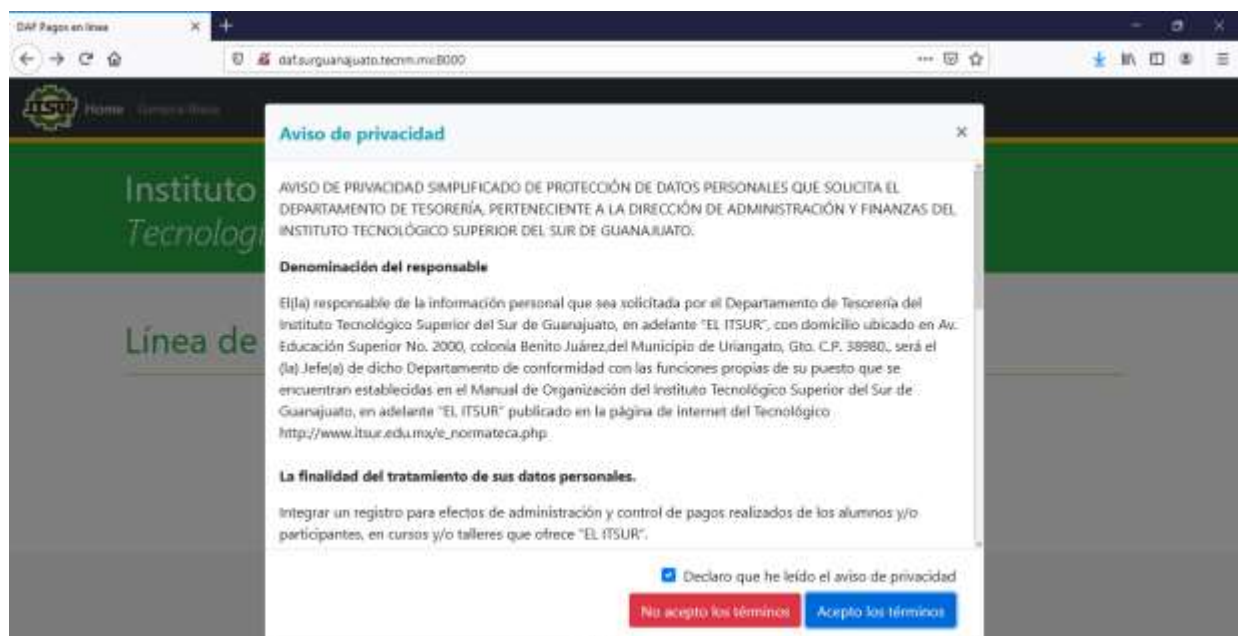 DAF Pagos en línea
daf.surguanajuato.tecnm.mx:8000
ITSUR Home
Aviso de privacidad
Instituto
Tecnologi
Línea de
AVISO DE PRIVACIDAD SIMPLIFICADO DE PROTECCIÓN DE DATOS PERSONALES QUE SOLICITA EL
DEPARTAMENTO DE TESORERÍA, PERTENECIENTE A LA DIRECCIÓN DE ADMINISTRACIÓN Y FINANZAS DEL
INSTITUTO TECNOLÓGICO SUPERIOR DEL SUR DE GUANAJUATO.
Denominación del responsable
El(la) responsable de la información personal que sea solicitada por el Departamento de Tesorería del
Instituto Tecnológico Superior del Sur de Guanajuato, en adelante "EL ITSUR", con domicilio ubicado en Av.
Educación Superior No. 2000, colonia Benito Juárez,del Municipio de Uriangato, Gto. C.P. 38980., será el
(la) Jefe(a) de dicho Departamento de conformidad con las funciones propias de su puesto que se
encuentran establecidas en el Manual de Organización del Instituto Tecnológico Superior del Sur de
Guanajuato, en adelante "EL ITSUR" publicado en la página de internet del Tecnológico
http://www.itsur.edu.mx/e_normateca.php
La finalidad del tratamiento de sus datos personales.
Integrar un registro para efectos de administración y control de pagos realizados de los alumnos y/o
participantes, en cursos y/o talleres que ofrece "EL ITSUR".
Declaro que he leído el aviso de privacidad
No acepto los términos Acepto los términos